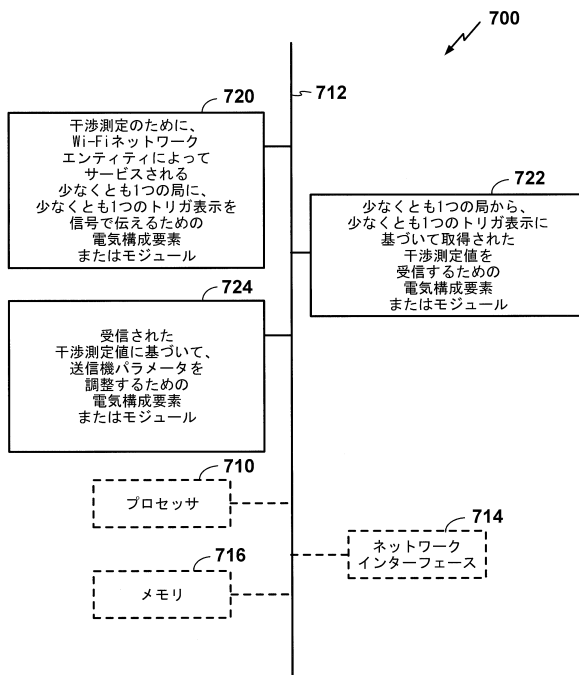 700
712
720
干渉測定のために、
Wi-Fiネットワーク
エンティティによって
サービスされる
少なくとも1つの局に、
少なくとも1つのトリガ表示を
信号で伝えるための
電気構成要素
またはモジュール
722
少なくとも1つの局から、
少なくとも1つのトリガ表示に
基づいて取得された
干渉測定値を
受信するための
電気構成要素
またはモジュール
724
受信された
干渉測定値に基づいて、
送信機パラメータを
調整するための
電気構成要素
またはモジュール
710
プロセッサ
714
ネットワーク
インターフェース
716
メモリ